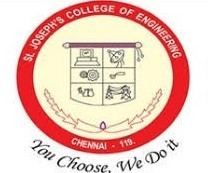 St. JOSEPH'S COLLEGE OF ENGINEERING
CHENNAI - 119.
You Choose, We Do it